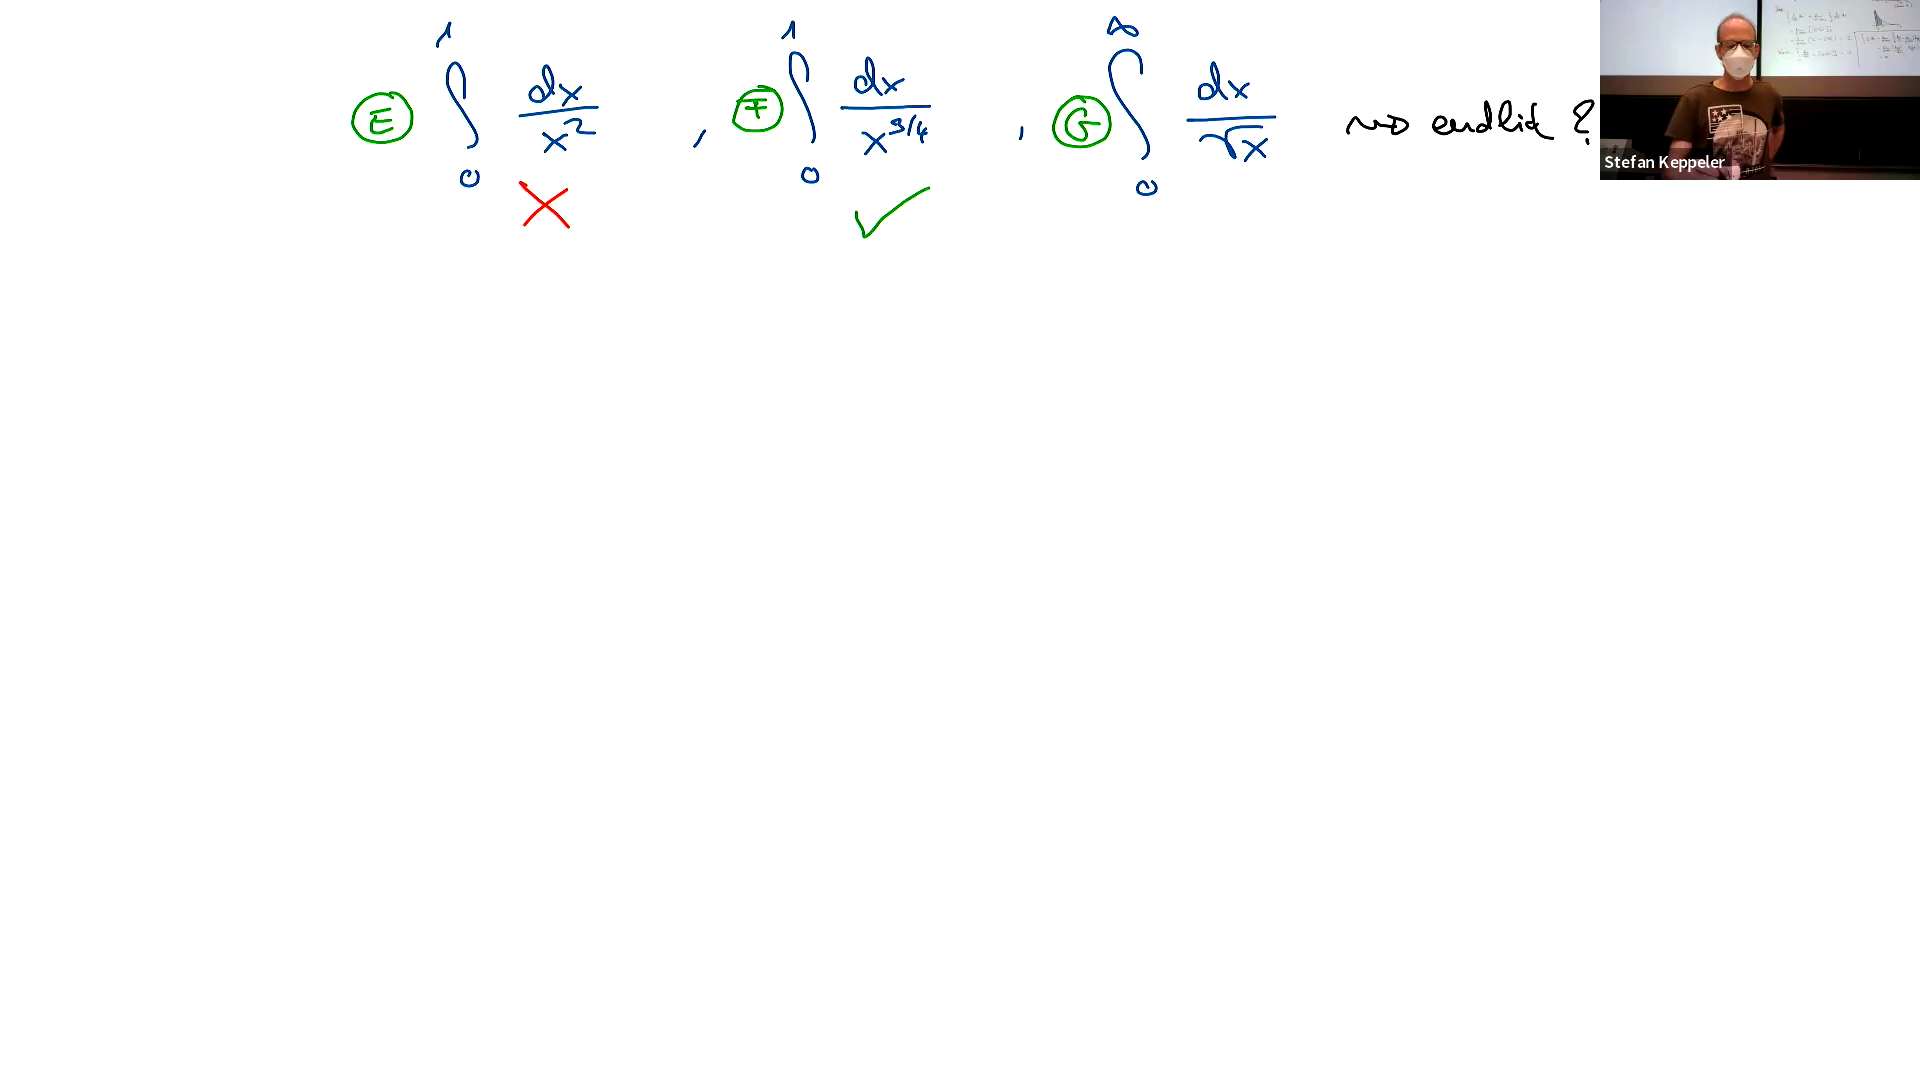 Ⓔ ∫₀¹ dx/x² , Ⓕ ∫₀¹ dx/x^{3/4} , Ⓖ ∫₀^∞ dx/√x ⇝ endlich ?
✗ ✓
Stefan Keppeler